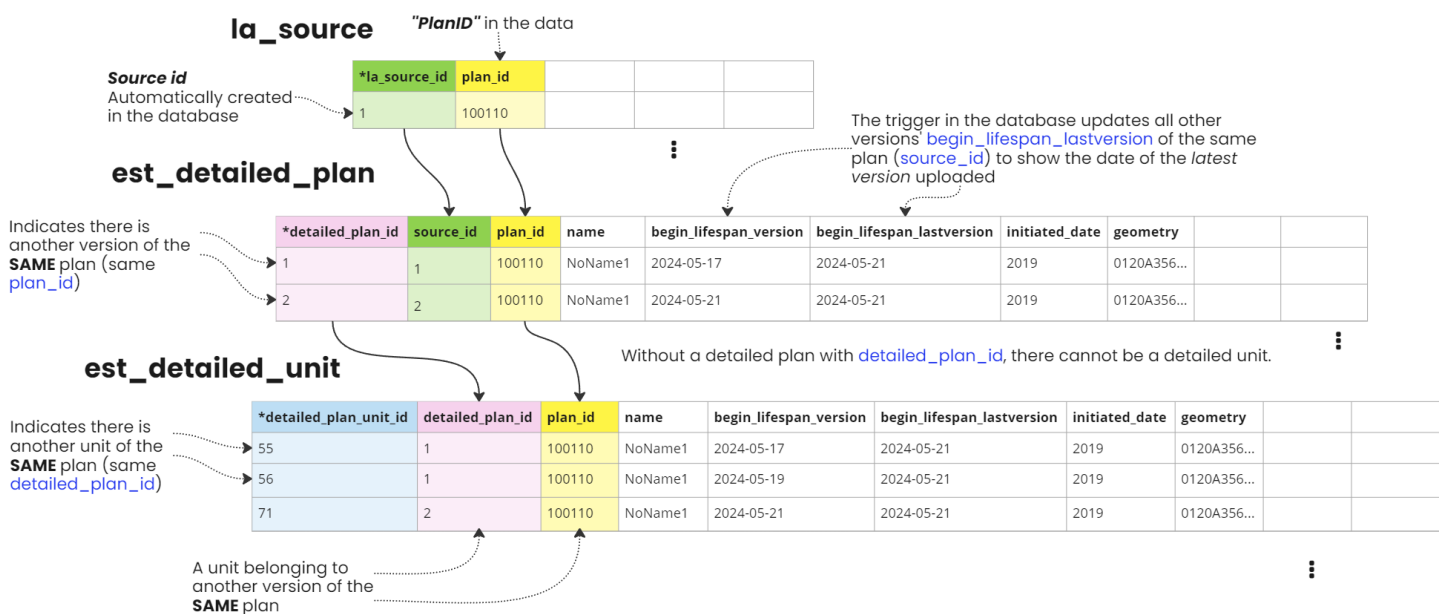 la_source
"PlanID" in the data
Source id
Automatically created
in the database
*la_source_id plan_id
1 100110
The trigger in the database updates all other
versions' begin_lifespan_lastversion of the same
plan (source_id) to show the date of the latest
version uploaded
est_detailed_plan
Indicates there is
another version of the
SAME plan (same
plan_id)
*detailed_plan_id source_id plan_id name begin_lifespan_version begin_lifespan_lastversion initiated_date geometry
1 1 100110 NoName1 2024-05-17 2024-05-21 2019 0120A356...
2 2 100110 NoName1 2024-05-21 2024-05-21 2019 0120A356...
Without a detailed plan with detailed_plan_id, there cannot be a detailed unit.
est_detailed_unit
Indicates there is
another unit of the
SAME plan (same
detailed_plan_id)
*detailed_plan_unit_id detailed_plan_id plan_id name begin_lifespan_version begin_lifespan_lastversion initiated_date geometry
55 1 100110 NoName1 2024-05-17 2024-05-21 2019 0120A356...
56 1 100110 NoName1 2024-05-19 2024-05-21 2019 0120A356...
71 2 100110 NoName1 2024-05-21 2024-05-21 2019 0120A356...
A unit belonging to
another version of the
SAME plan